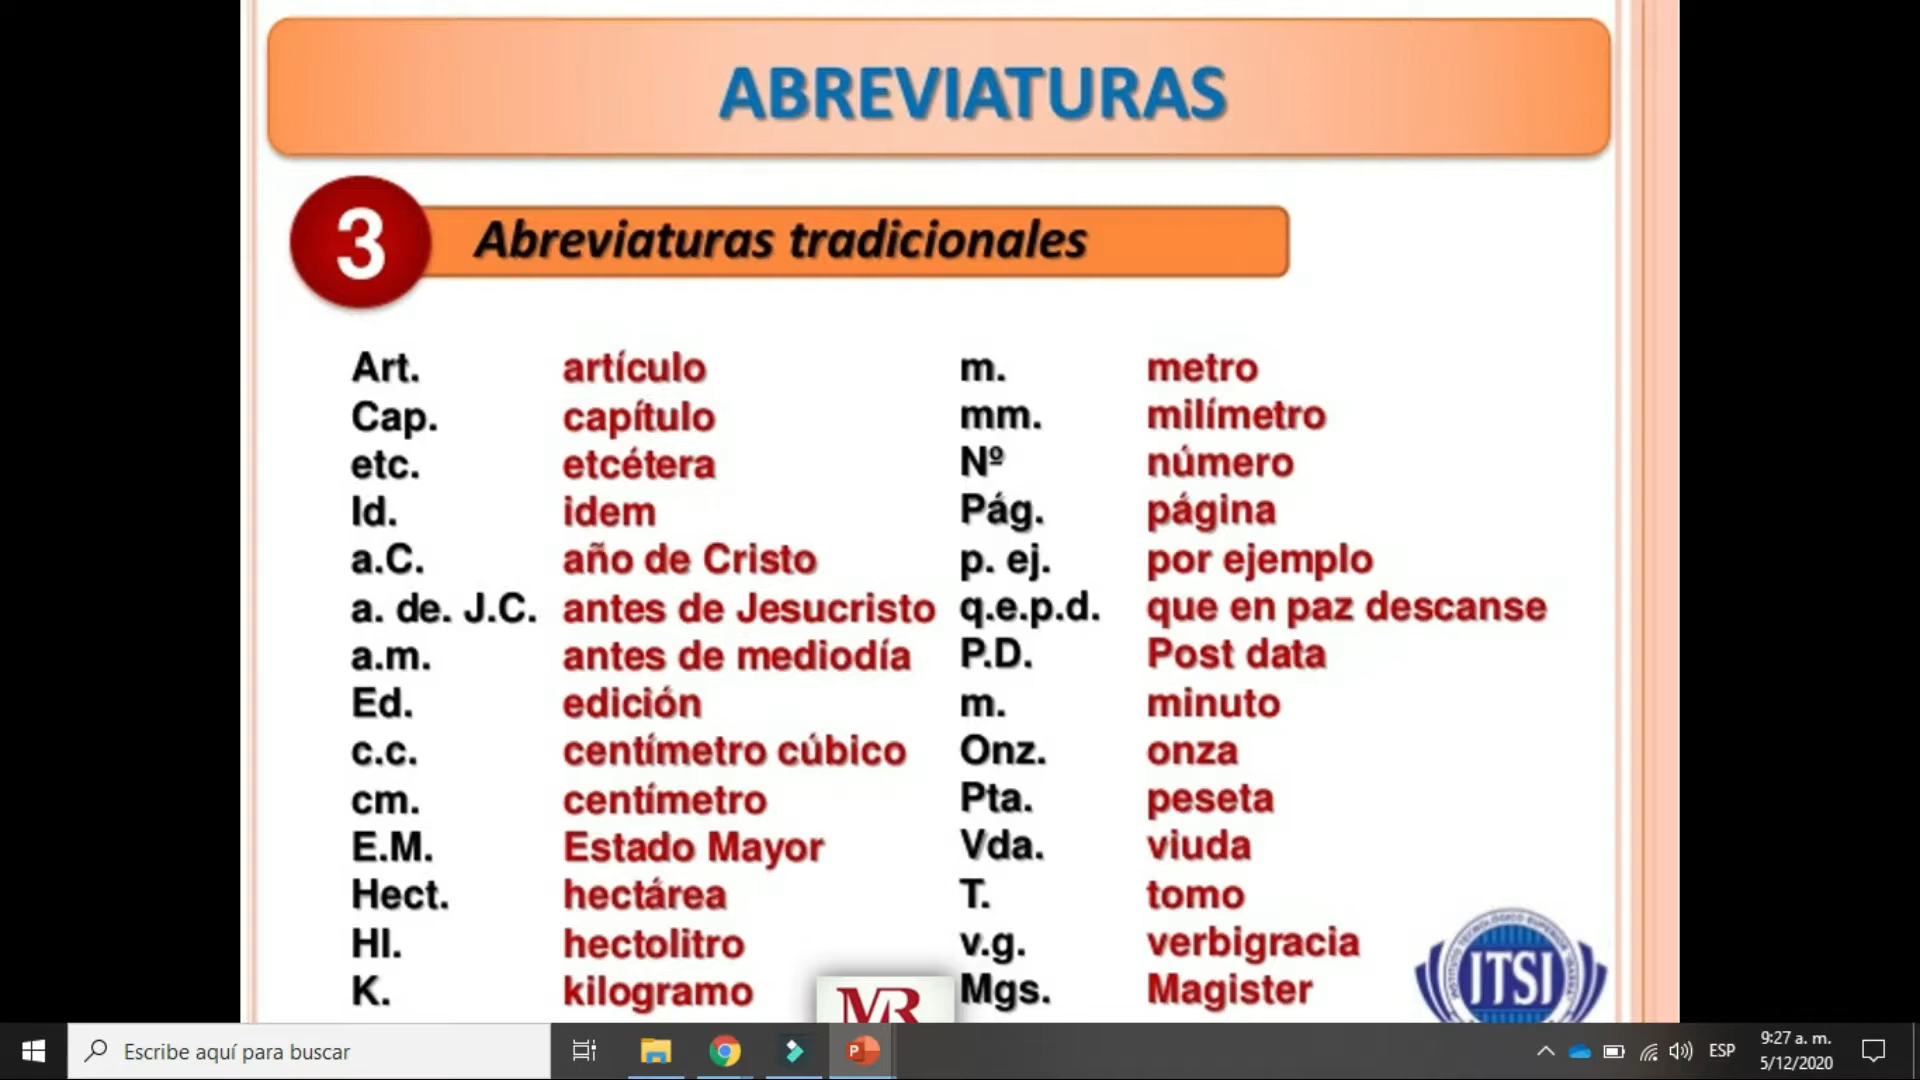 ABREVIATURAS
3 Abreviaturas tradicionales
Art. artículo m. metro
Cap. capítulo mm. milímetro
etc. etcétera Nº número
Id. idem Pág. página
a.C. año de Cristo p. ej. por ejemplo
a. de. J.C. antes de Jesucristo q.e.p.d. que en paz descanse
a.m. antes de mediodía P.D. Post data
Ed. edición m. minuto
c.c. centímetro cúbico Onz. onza
cm. centímetro Pta. peseta
E.M. Estado Mayor Vda. viuda
Hect. hectárea T. tomo
Hl. hectolitro v.g. verbigracia
K. kilogramo Mgs. Magister
MR
ITSI
Escribe aquí para buscar
ESP
9:27 a. m.
5/12/2020